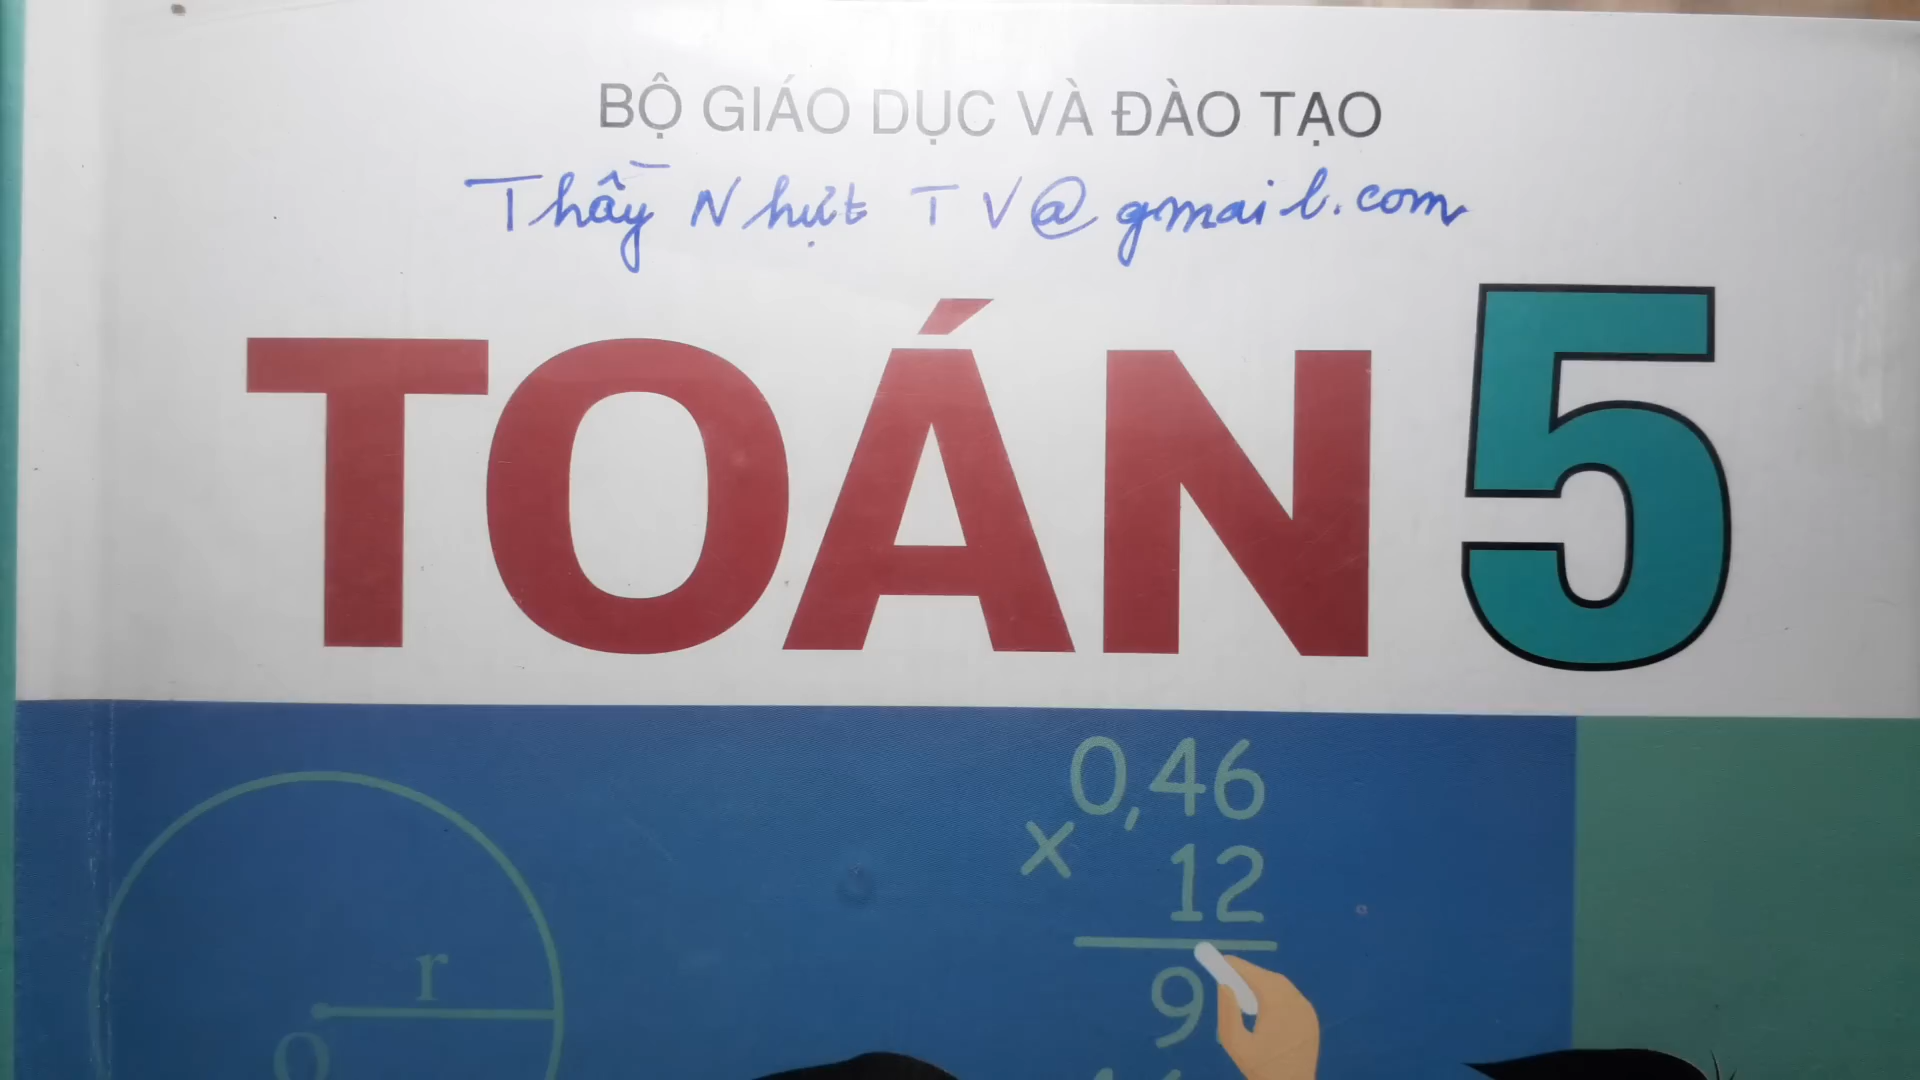 BỘ GIÁO DỤC VÀ ĐÀO TẠO
Thầy Nhựt TV@gmail.com
TOÁN 5
0,46
x
12
9
r
O